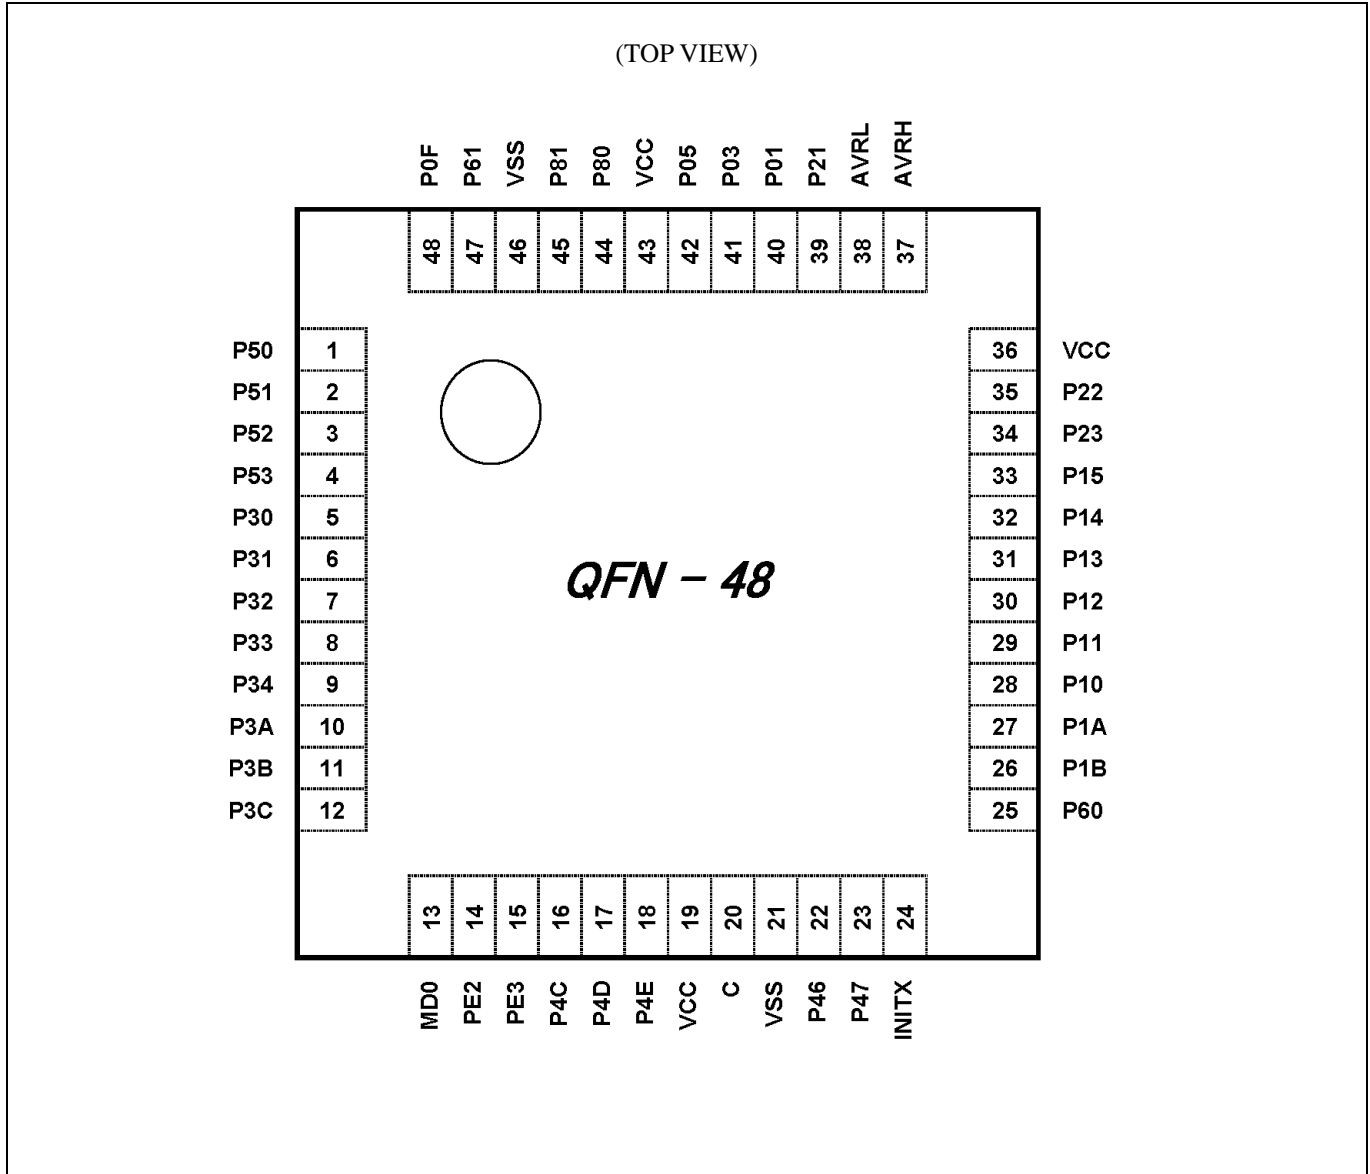 (TOP VIEW)
P0F P61 VSS P81 P80 VCC P05 P03 P01 P21 AVRL AVRH
48 47 46 45 44 43 42 41 40 39 38 37
P50 1 36 VCC
P51 2 35 P22
P52 3 34 P23
P53 4 33 P15
P30 5 32 P14
P31 6 31 P13
P32 7 30 P12
P33 8 29 P11
P34 9 28 P10
P3A 10 27 P1A
P3B 11 26 P1B
P3C 12 25 P60
QFN - 48
13 14 15 16 17 18 19 20 21 22 23 24
MD0 PE2 PE3 P4C P4D P4E VCC C VSS P46 P47 INITX